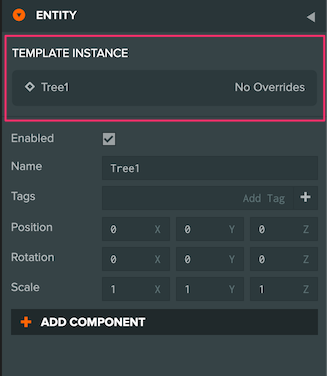 ENTITY
TEMPLATE INSTANCE
Tree1 No Overrides
Enabled
Name Tree1
Tags Add Tag +
Position 0 X 0 Y 0 Z
Rotation 0 X 0 Y 0 Z
Scale 1 X 1 Y 1 Z
+ ADD COMPONENT